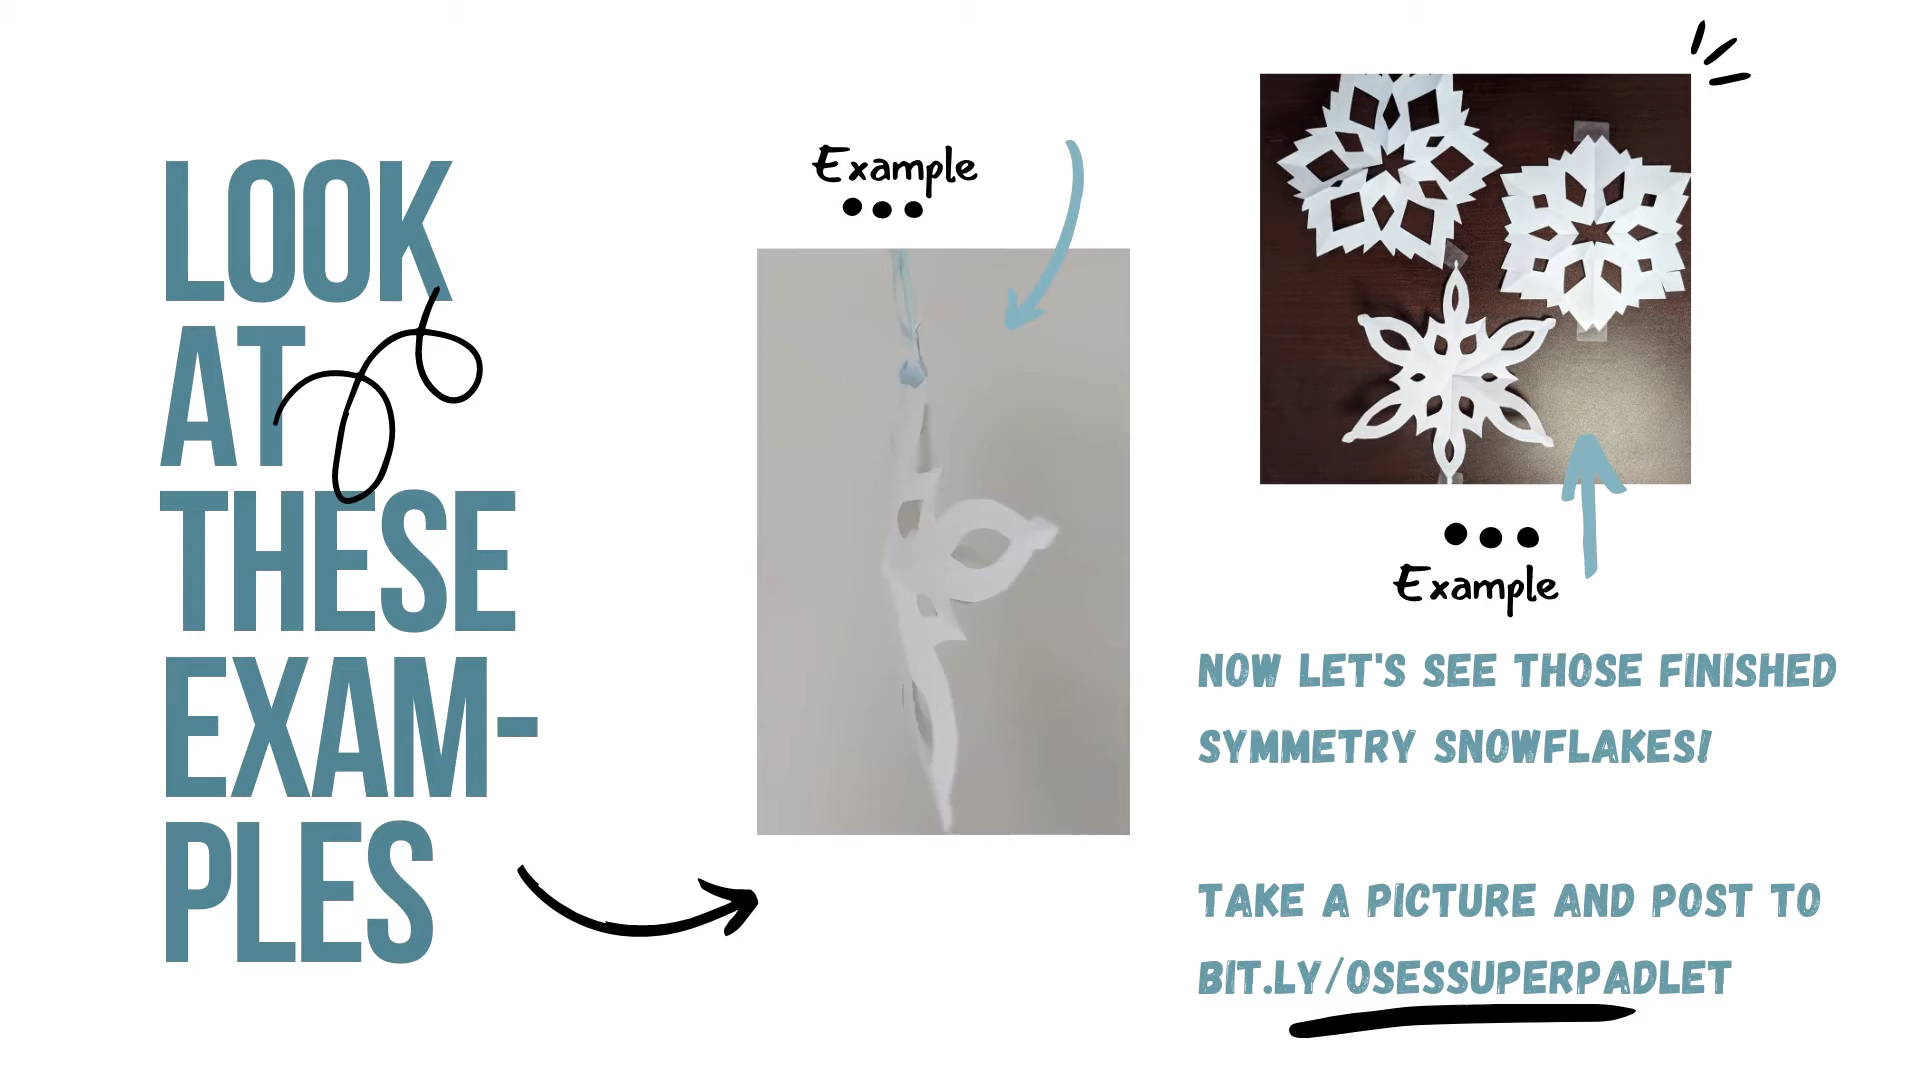 LOOK
AT
THESE
EXAM-
PLES
Example
Example
NOW LET'S SEE THOSE FINISHED
SYMMETRY SNOWFLAKES!
TAKE A PICTURE AND POST TO
BIT.LY/OSESSUPERPADLET